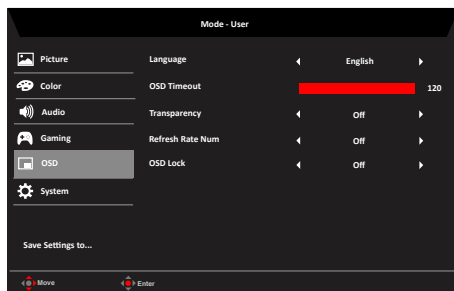 Mode - User
Picture
Language English
Color
OSD Timeout 120
Audio
Transparency Off
Gaming
Refresh Rate Num Off
OSD
OSD Lock Off
System
Save Settings to...
Move Enter